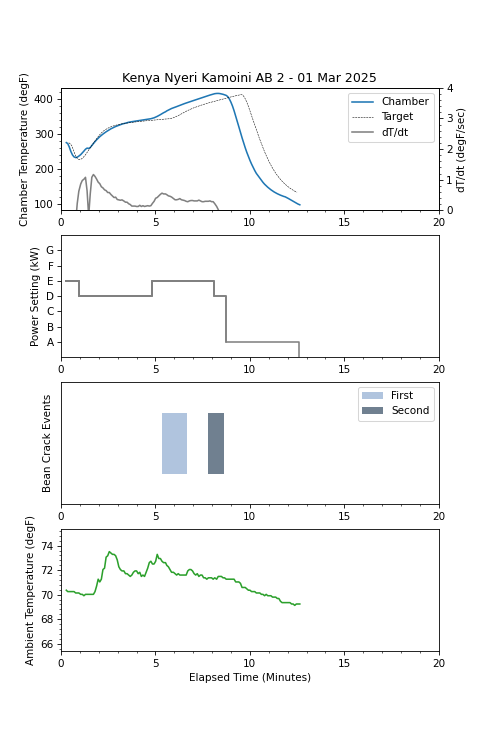 Kenya Nyeri Kamoini AB 2 - 01 Mar 2025
Chamber Temperature (degF)
400
300
200
100
4
3
2
1
0
dT/dt (degF/sec)
Chamber
Target
dT/dt
0 5 10 15 20
Power Setting (kW)
G
F
E
D
C
B
A
0 5 10 15 20
Bean Crack Events
First
Second
0 5 10 15 20
Ambient Temperature (degF)
74
72
70
68
66
0 5 10 15 20
Elapsed Time (Minutes)